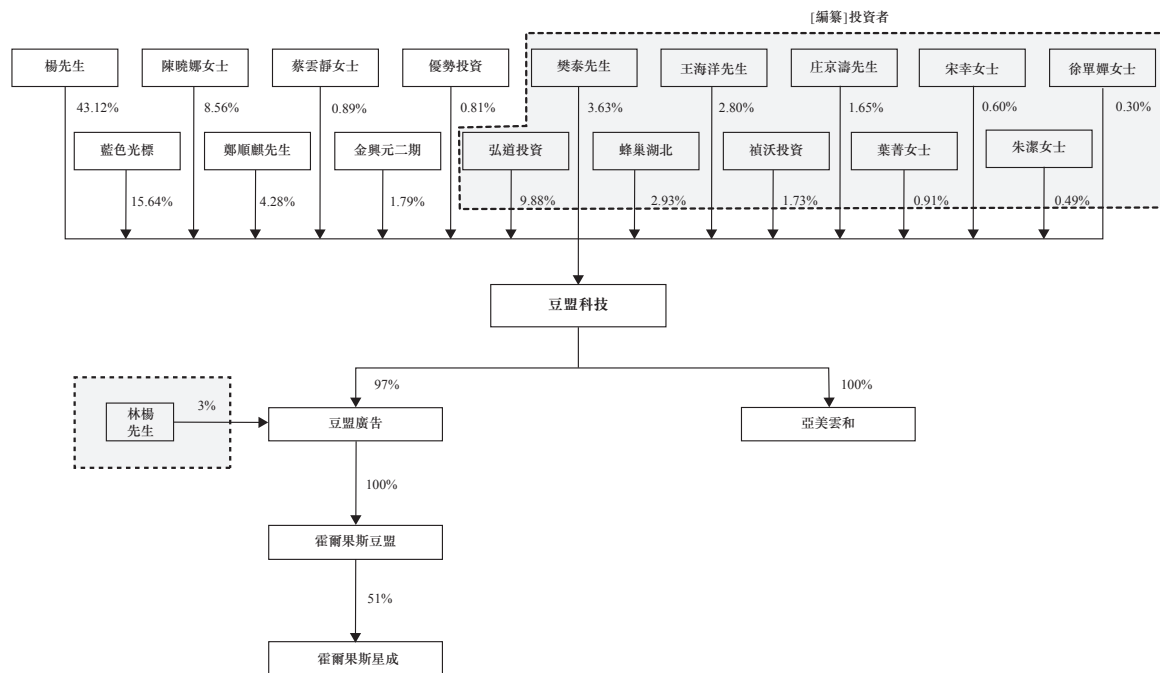 [編纂]投資者
楊先生
陳曉娜女士
蔡雲靜女士
優勢投資
樊泰先生
王海洋先生
庄京濤先生
宋幸女士
徐單嬋女士
43.12%
8.56%
0.89%
0.81%
3.63%
2.80%
1.65%
0.60%
0.30%
藍色光標
鄭順麒先生
金興元二期
弘道投資
蜂巢湖北
禎沃投資
葉菁女士
朱潔女士
15.64%
4.28%
1.79%
9.88%
2.93%
1.73%
0.91%
0.49%
豆盟科技
97%
100%
林楊
先生
3%
豆盟廣告
亞美雲和
100%
霍爾果斯豆盟
51%
霍爾果斯星成